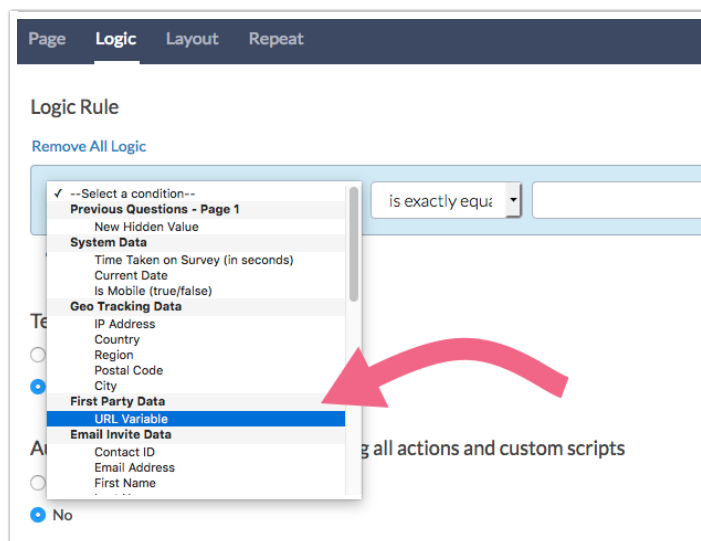 Page Logic Layout Repeat
Logic Rule
Remove All Logic
✓ --Select a condition-- is exactly equa
Previous Questions - Page 1
New Hidden Value
System Data
Time Taken on Survey (in seconds)
Current Date
Is Mobile (true/false)
Geo Tracking Data
IP Address
Te
Country
Region
Postal Code
City
First Party Data
URL Variable
Email Invite Data
Contact ID
g all actions and custom scripts
Email Address
First Name
No